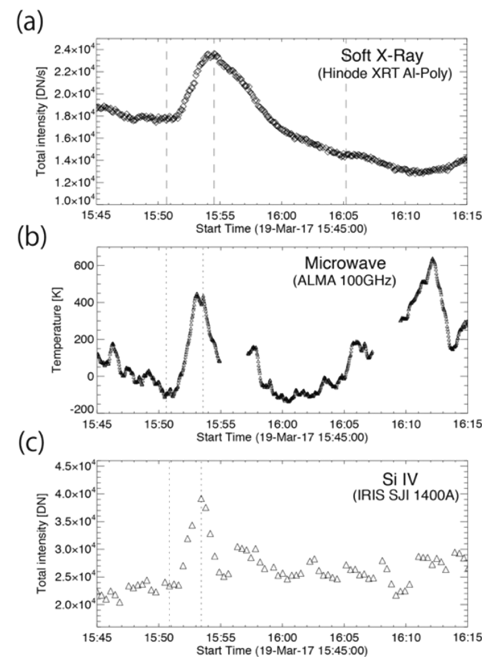 (a)
Soft X-Ray
(Hinode XRT Al-Poly)
Total intensity [DN/s]
2.4×10⁴
2.2×10⁴
2.0×10⁴
1.8×10⁴
1.6×10⁴
1.4×10⁴
1.2×10⁴
1.0×10⁴
15:45 15:50 15:55 16:00 16:05 16:10 16:15
Start Time (19-Mar-17 15:45:00)
(b)
Microwave
(ALMA 100GHz)
Temperature [K]
600
400
200
0
-200
15:45 15:50 15:55 16:00 16:05 16:10 16:15
Start Time (19-Mar-17 15:45:00)
(c)
Si IV
(IRIS SJI 1400A)
Total intensity [DN]
4.5×10⁴
4.0×10⁴
3.5×10⁴
3.0×10⁴
2.5×10⁴
2.0×10⁴
15:45 15:50 15:55 16:00 16:05 16:10 16:15
Start Time (19-Mar-17 15:45:00)